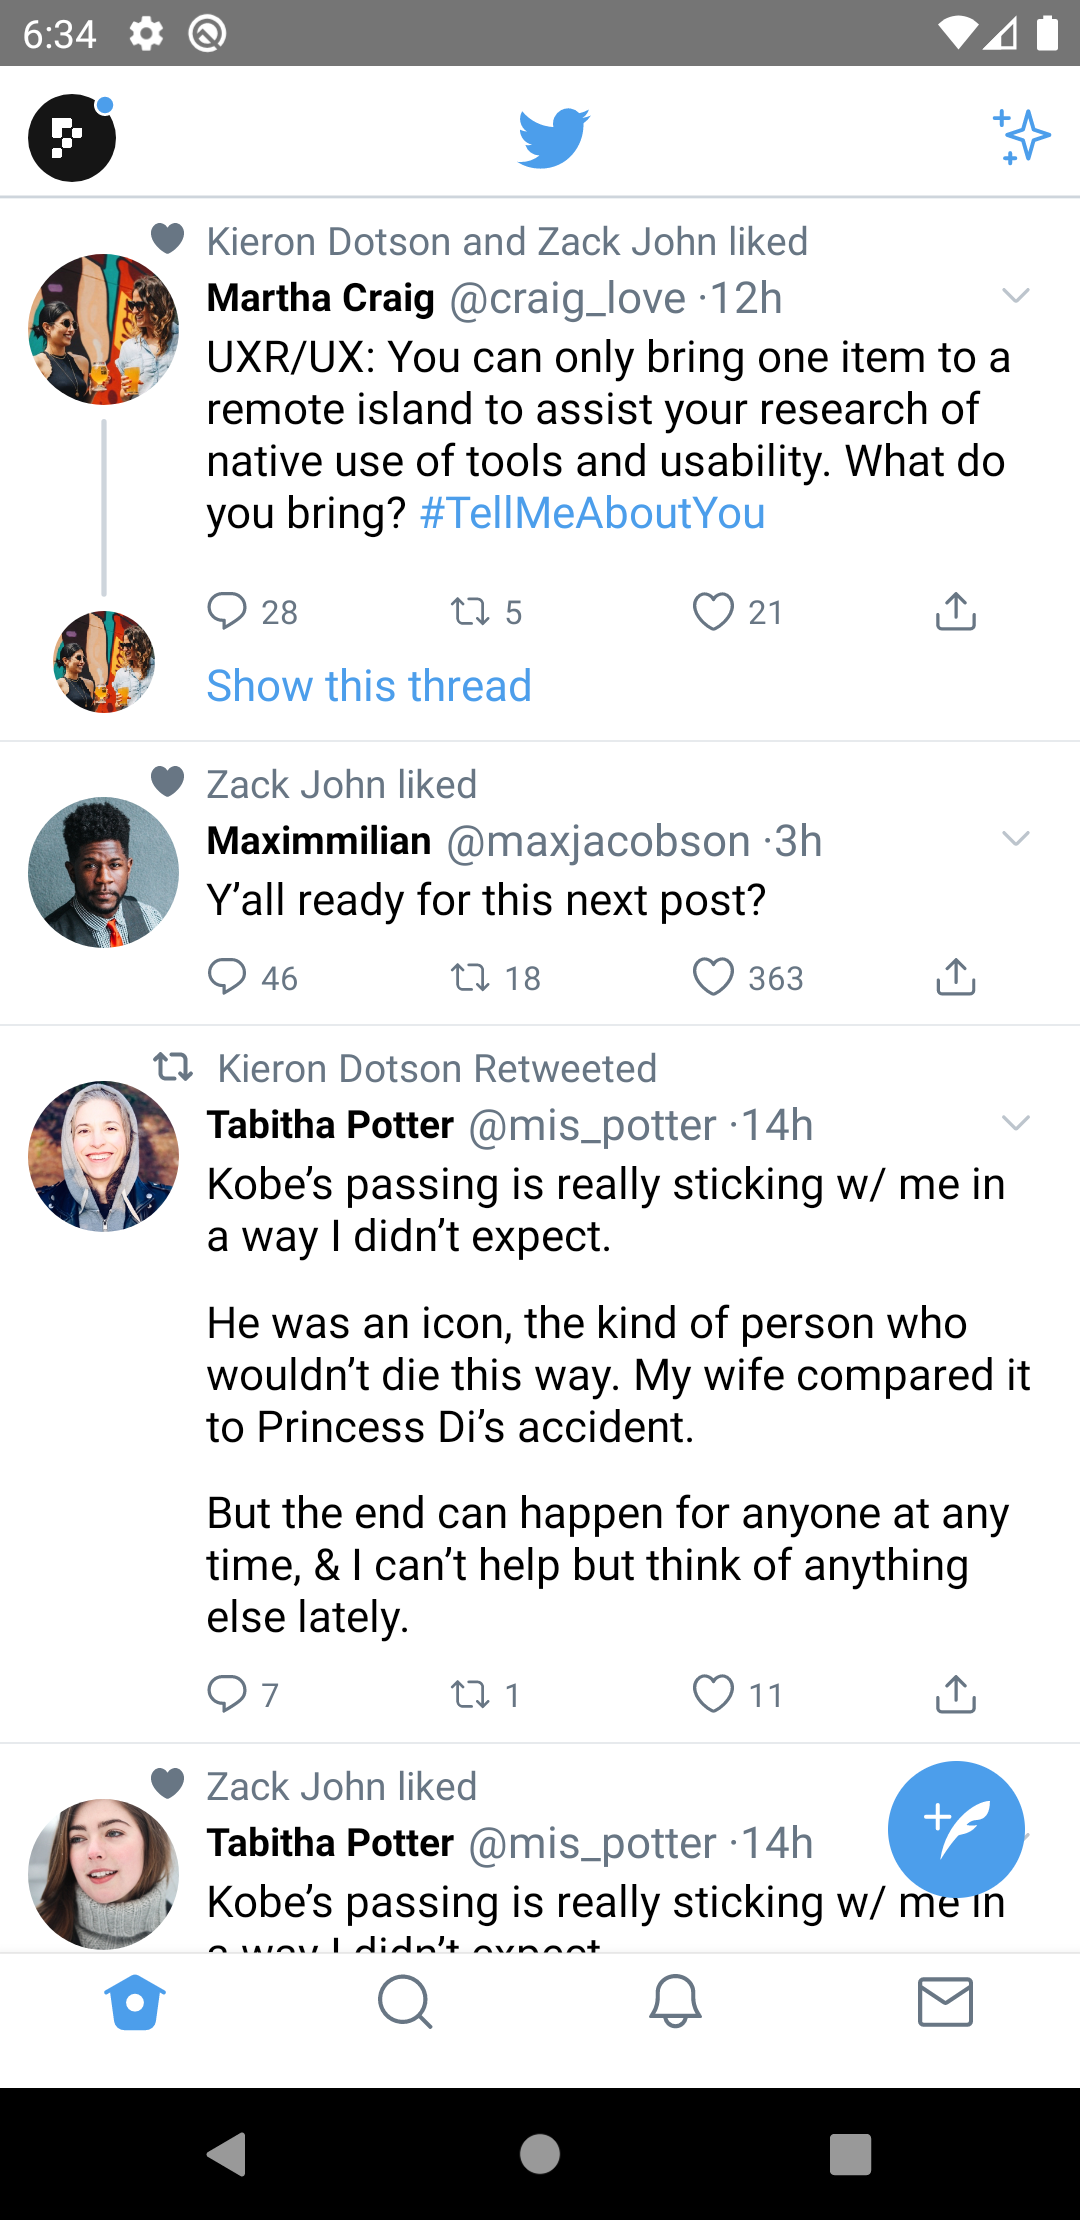 6:34
Kieron Dotson and Zack John liked
Martha Craig @craig_love ·12h
UXR/UX: You can only bring one item to a
remote island to assist your research of
native use of tools and usability. What do
you bring? #TellMeAboutYou
28 5 21
Show this thread
Zack John liked
Maximmilian @maxjacobson ·3h
Y’all ready for this next post?
46 18 363
Kieron Dotson Retweeted
Tabitha Potter @mis_potter ·14h
Kobe’s passing is really sticking w/ me in
a way I didn’t expect.
He was an icon, the kind of person who
wouldn’t die this way. My wife compared it
to Princess Di’s accident.
But the end can happen for anyone at any
time, & I can’t help but think of anything
else lately.
7 1 11
Zack John liked
Tabitha Potter @mis_potter ·14h
Kobe’s passing is really sticking w/ me in
a way I didn’t expect